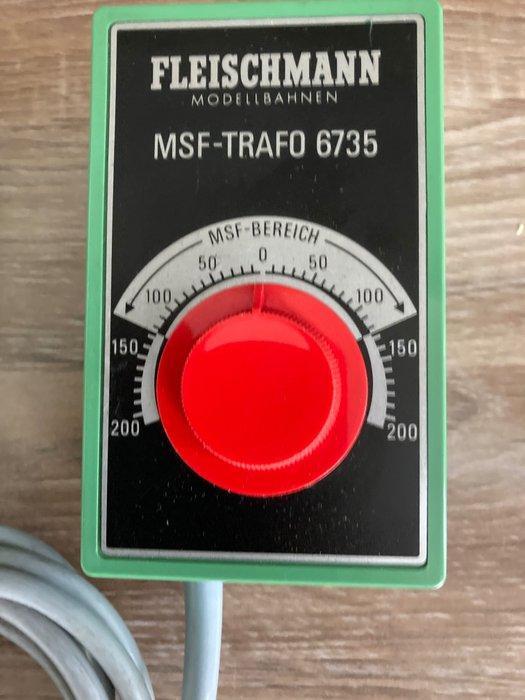 FLEISCHMANN
MODELLBAHNEN
MSF-TRAFO 6735
MSF-BEREICH
50 0 50
100 100
150 150
200 200